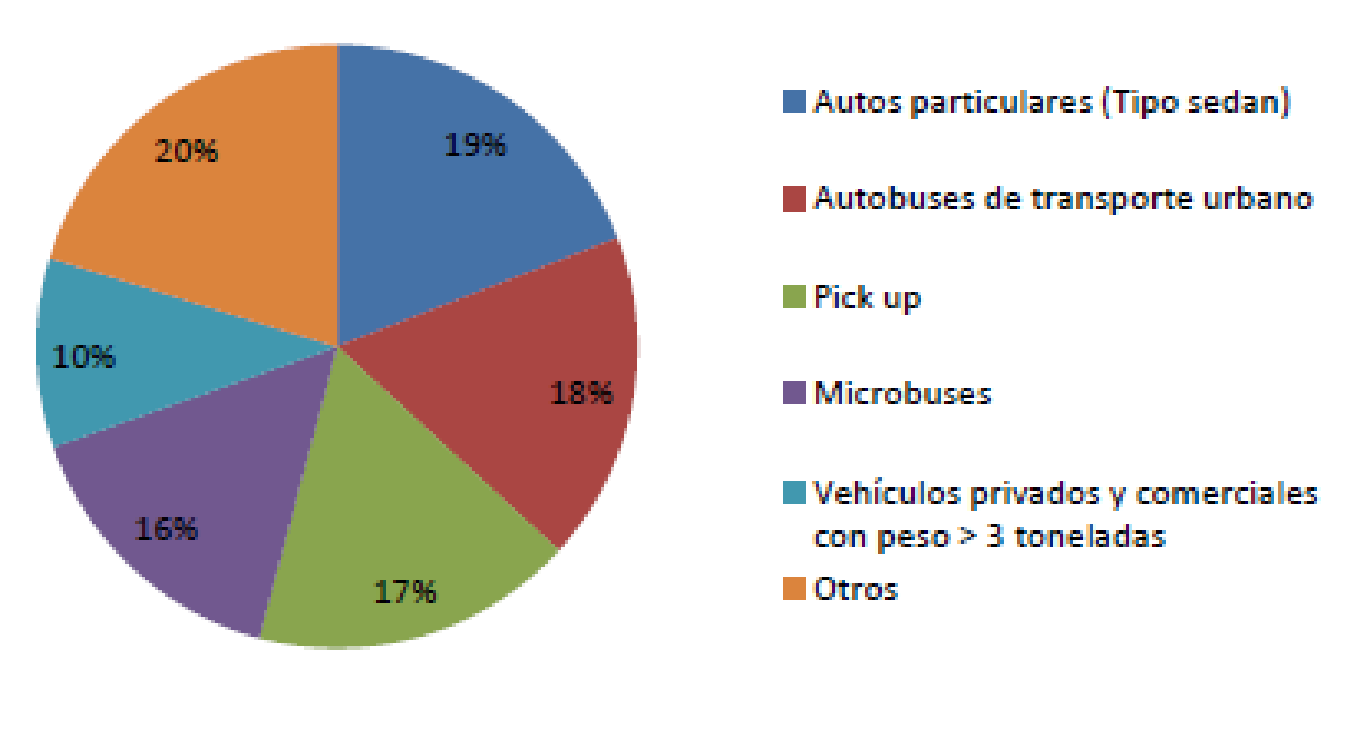 20%
19%
10%
18%
16%
17%
Autos particulares (Tipo sedan)
Autobuses de transporte urbano
Pick up
Microbuses
Vehículos privados y comerciales
con peso > 3 toneladas
Otros